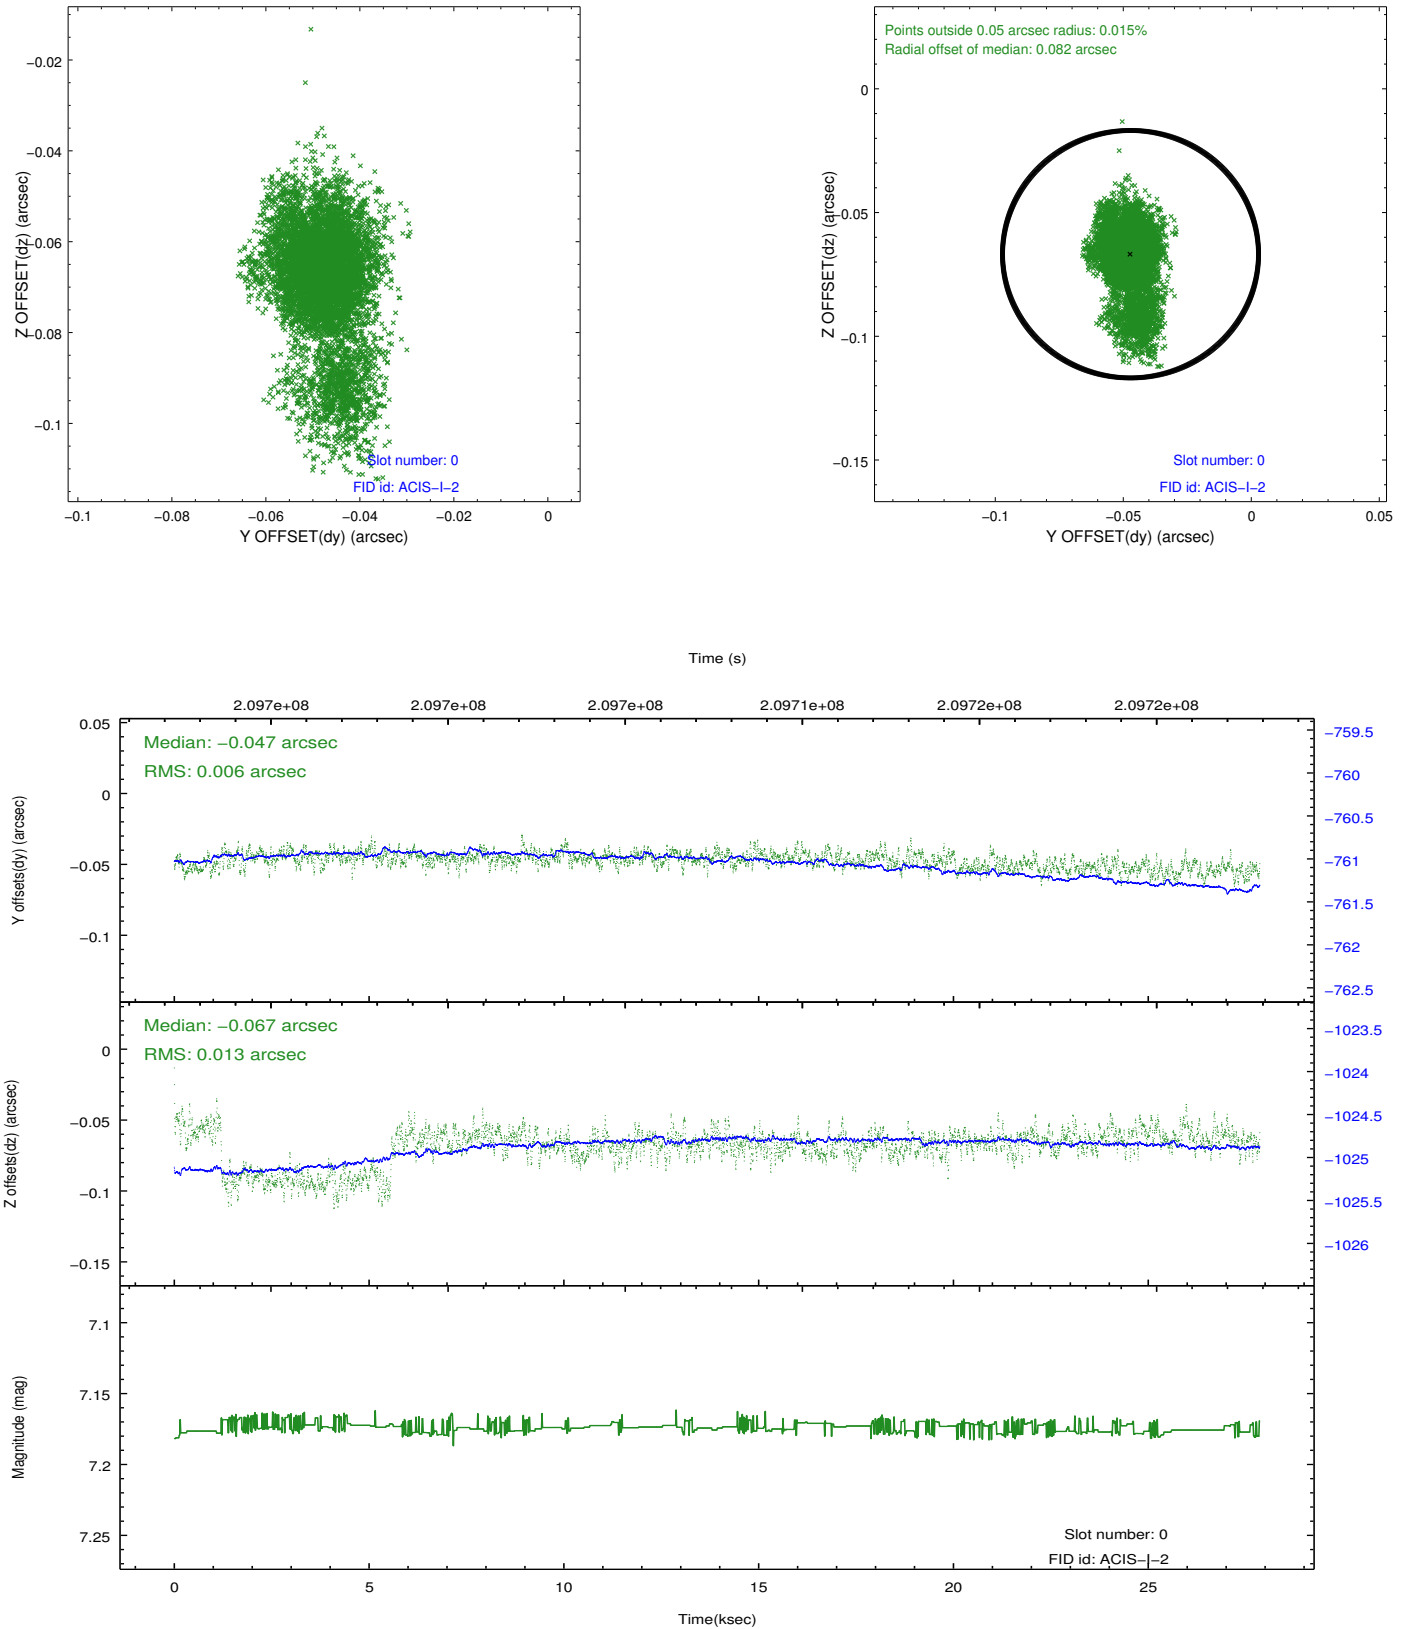 −0.02
−0.04
−0.06
−0.08
−0.1
Z OFFSET(dz) (arcsec)
Slot number: 0
FID id: ACIS−I−2
−0.1
−0.08
−0.06
−0.04
−0.02
0
Y OFFSET(dy) (arcsec)
Points outside 0.05 arcsec radius: 0.015%
Radial offset of median: 0.082 arcsec
0
−0.05
−0.1
−0.15
Z OFFSET(dz) (arcsec)
Slot number: 0
FID id: ACIS−I−2
−0.1
−0.05
0
0.05
Y OFFSET(dy) (arcsec)
Time (s)
2.097e+08
2.097e+08
2.097e+08
2.0971e+08
2.0972e+08
2.0972e+08
0.05
0
−0.05
−0.1
Y offsets(dy) (arcsec)
Median: −0.047 arcsec
RMS: 0.006 arcsec
−759.5
−760
−760.5
−761
−761.5
−762
−762.5
0
−0.05
−0.1
−0.15
Z offsets(dz) (arcsec)
Median: −0.067 arcsec
RMS: 0.013 arcsec
−1023.5
−1024
−1024.5
−1025
−1025.5
−1026
7.1
7.15
7.2
7.25
Magnitude (mag)
Slot number: 0
FID id: ACIS−I−2
0
5
10
15
20
25
Time(ksec)